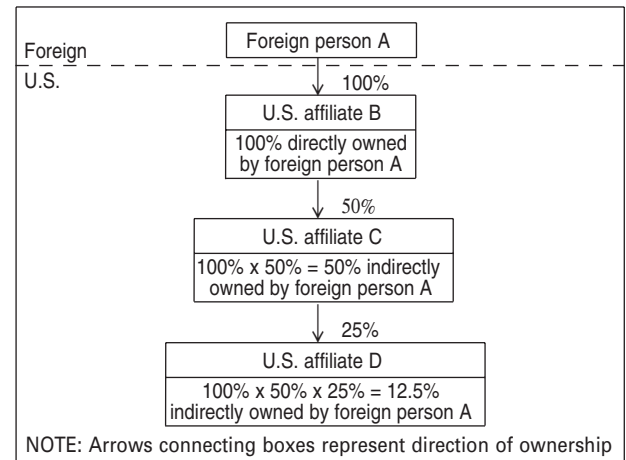 Foreign person A
Foreign
U.S.
100%
U.S. affiliate B
100% directly owned
by foreign person A
50%
U.S. affiliate C
100% x 50% = 50% indirectly
owned by foreign person A
25%
U.S. affiliate D
100% x 50% x 25% = 12.5%
indirectly owned by foreign person A
NOTE: Arrows connecting boxes represent direction of ownership